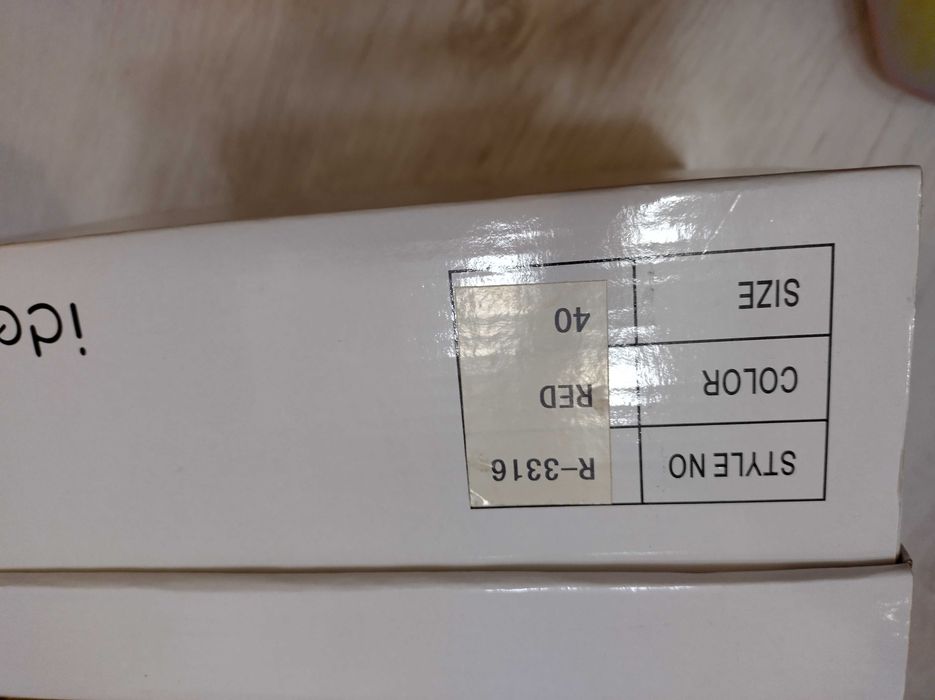 STYLE NO R-3316
COLOR RED
SIZE 40